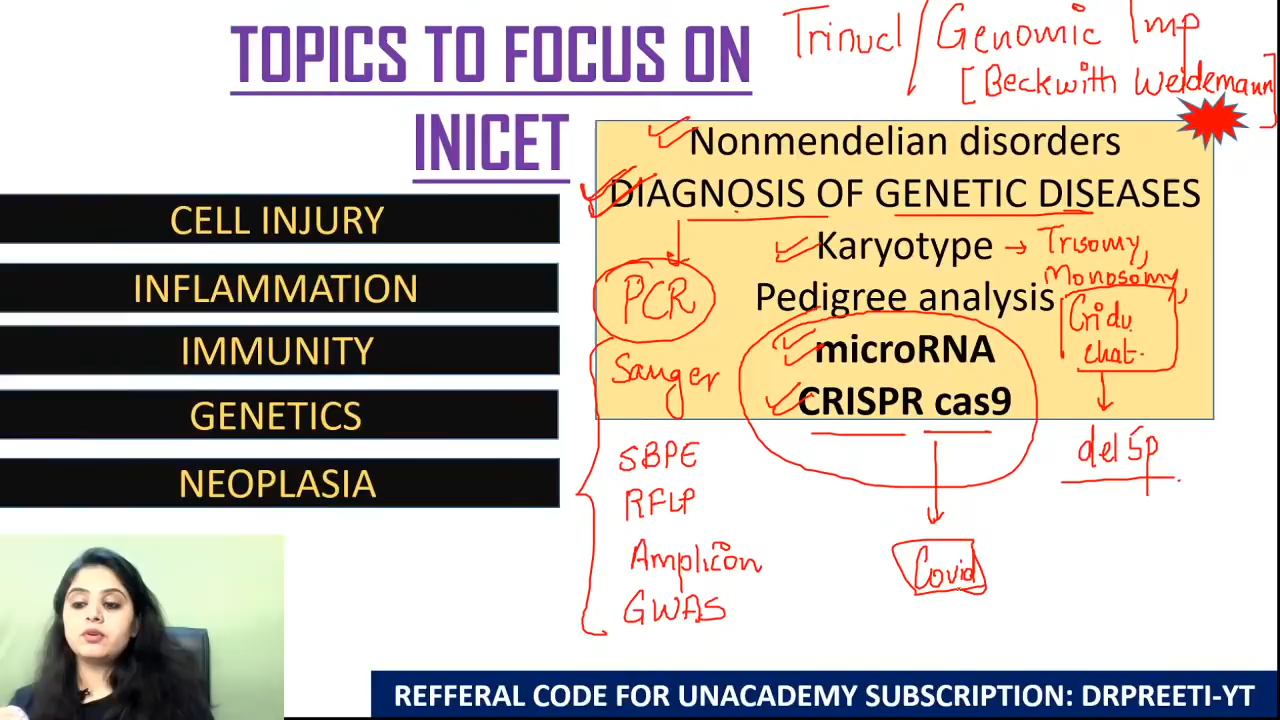 TOPICS TO FOCUS ON
INICET
Trinucl / Genomic Imp
[Beckwith Weidemann]
CELL INJURY
INFLAMMATION
IMMUNITY
GENETICS
NEOPLASIA
Nonmendelian disorders
DIAGNOSIS OF GENETIC DISEASES
Karyotype → Trisomy,
Monosomy,
Pedigree analysis
Cri du
chat.
microRNA
CRISPR cas9
del 5p
Covid
PCR
Sanger
SBPE
RFLP
Amplicon
GWAS
REFFERAL CODE FOR UNACADEMY SUBSCRIPTION: DRPREETI-YT